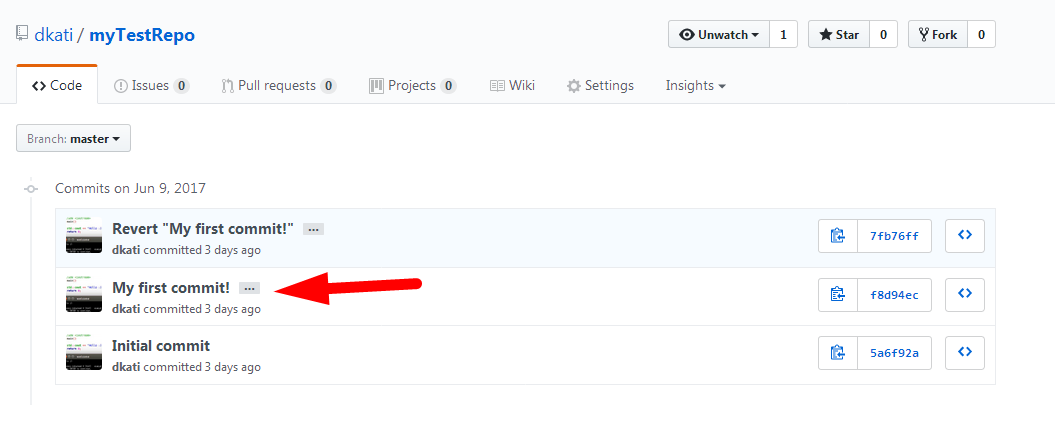 dkati / myTestRepo
Unwatch 1 Star 0 Fork 0
Code Issues 0 Pull requests 0 Projects 0 Wiki Settings Insights
Branch: master
Commits on Jun 9, 2017
Revert "My first commit!" ...
7fb76ff
dkati committed 3 days ago
My first commit! ...
f8d94ec
dkati committed 3 days ago
Initial commit
5a6f92a
dkati committed 3 days ago